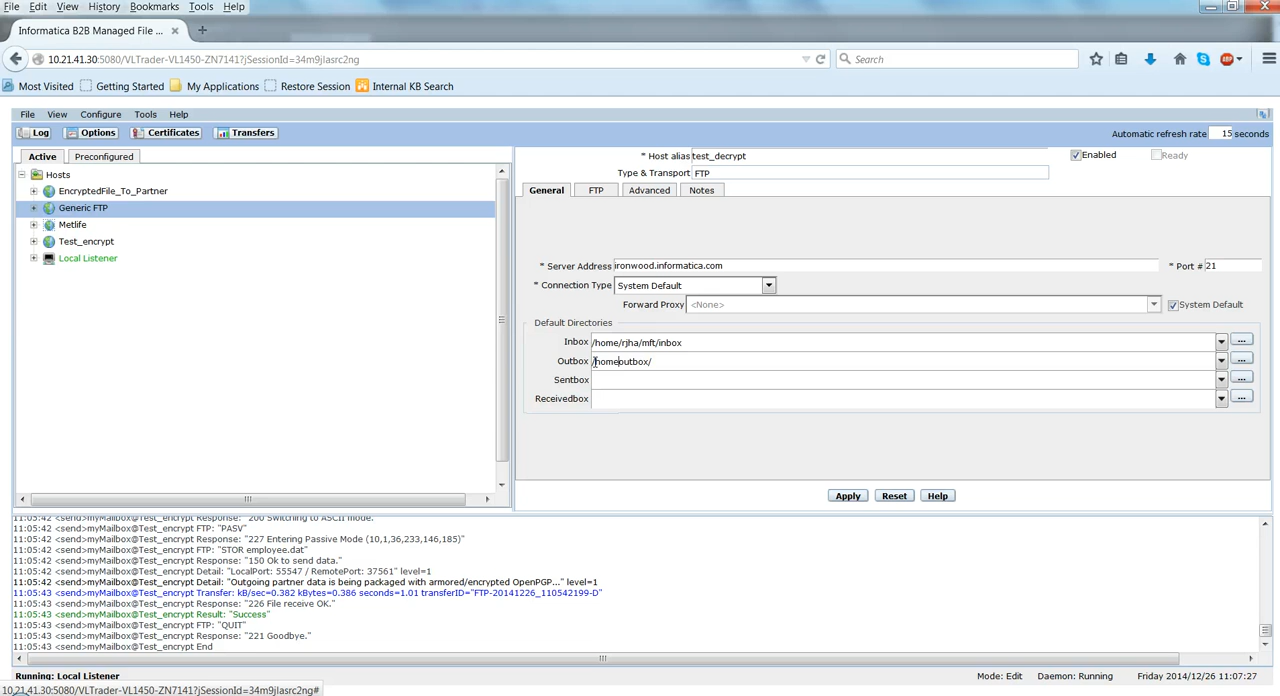 File Edit View History Bookmarks Tools Help
Informatica B2B Managed File ... × +
10.21.41.30:5080/VLTrader-VL1450-ZN7141?jSessionId=34m9jlasrc2ng
Search
Most Visited Getting Started My Applications Restore Session Internal KB Search
File View Configure Tools Help
Log Options Certificates Transfers
Automatic refresh rate 15 seconds
Active Preconfigured
Hosts
EncryptedFile_To_Partner
Generic FTP
Metlife
Test_encrypt
Local Listener
* Host alias test_decrypt
Enabled Ready
Type & Transport FTP
General FTP Advanced Notes
* Server Address ironwood.informatica.com * Port # 21
* Connection Type System Default
Forward Proxy <None> System Default
Default Directories
Inbox /home/rjha/mft/inbox ...
Outbox /homeoutbox/ ...
Sentbox ...
Receivedbox ...
Apply Reset Help
11:05:42 <send>myMailbox@Test_encrypt Response: "200 Switching to ASCII mode."
11:05:42 <send>myMailbox@Test_encrypt FTP: "PASV"
11:05:42 <send>myMailbox@Test_encrypt Response: "227 Entering Passive Mode (10,1,36,233,146,185)"
11:05:42 <send>myMailbox@Test_encrypt FTP: "STOR employee.dat"
11:05:42 <send>myMailbox@Test_encrypt Response: "150 Ok to send data."
11:05:42 <send>myMailbox@Test_encrypt Detail: "LocalPort: 55547 / RemotePort: 37561" level=1
11:05:42 <send>myMailbox@Test_encrypt Detail: "Outgoing partner data is being packaged with armored/encrypted OpenPGP..." level=1
11:05:43 <send>myMailbox@Test_encrypt Transfer: kB/sec=0.382 kBytes=0.386 seconds=1.01 transferID="FTP-20141226_110542199-D"
11:05:43 <send>myMailbox@Test_encrypt Response: "226 File receive OK."
11:05:43 <send>myMailbox@Test_encrypt Result: "Success"
11:05:43 <send>myMailbox@Test_encrypt FTP: "QUIT"
11:05:43 <send>myMailbox@Test_encrypt Response: "221 Goodbye."
11:05:43 <send>myMailbox@Test_encrypt End
Running: Local Listener Mode: Edit Daemon: Running Friday 2014/12/26 11:07:27
10.21.41.30:5080/VLTrader-VL1450-ZN7141?jSessionId=34m9jlasrc2ng#